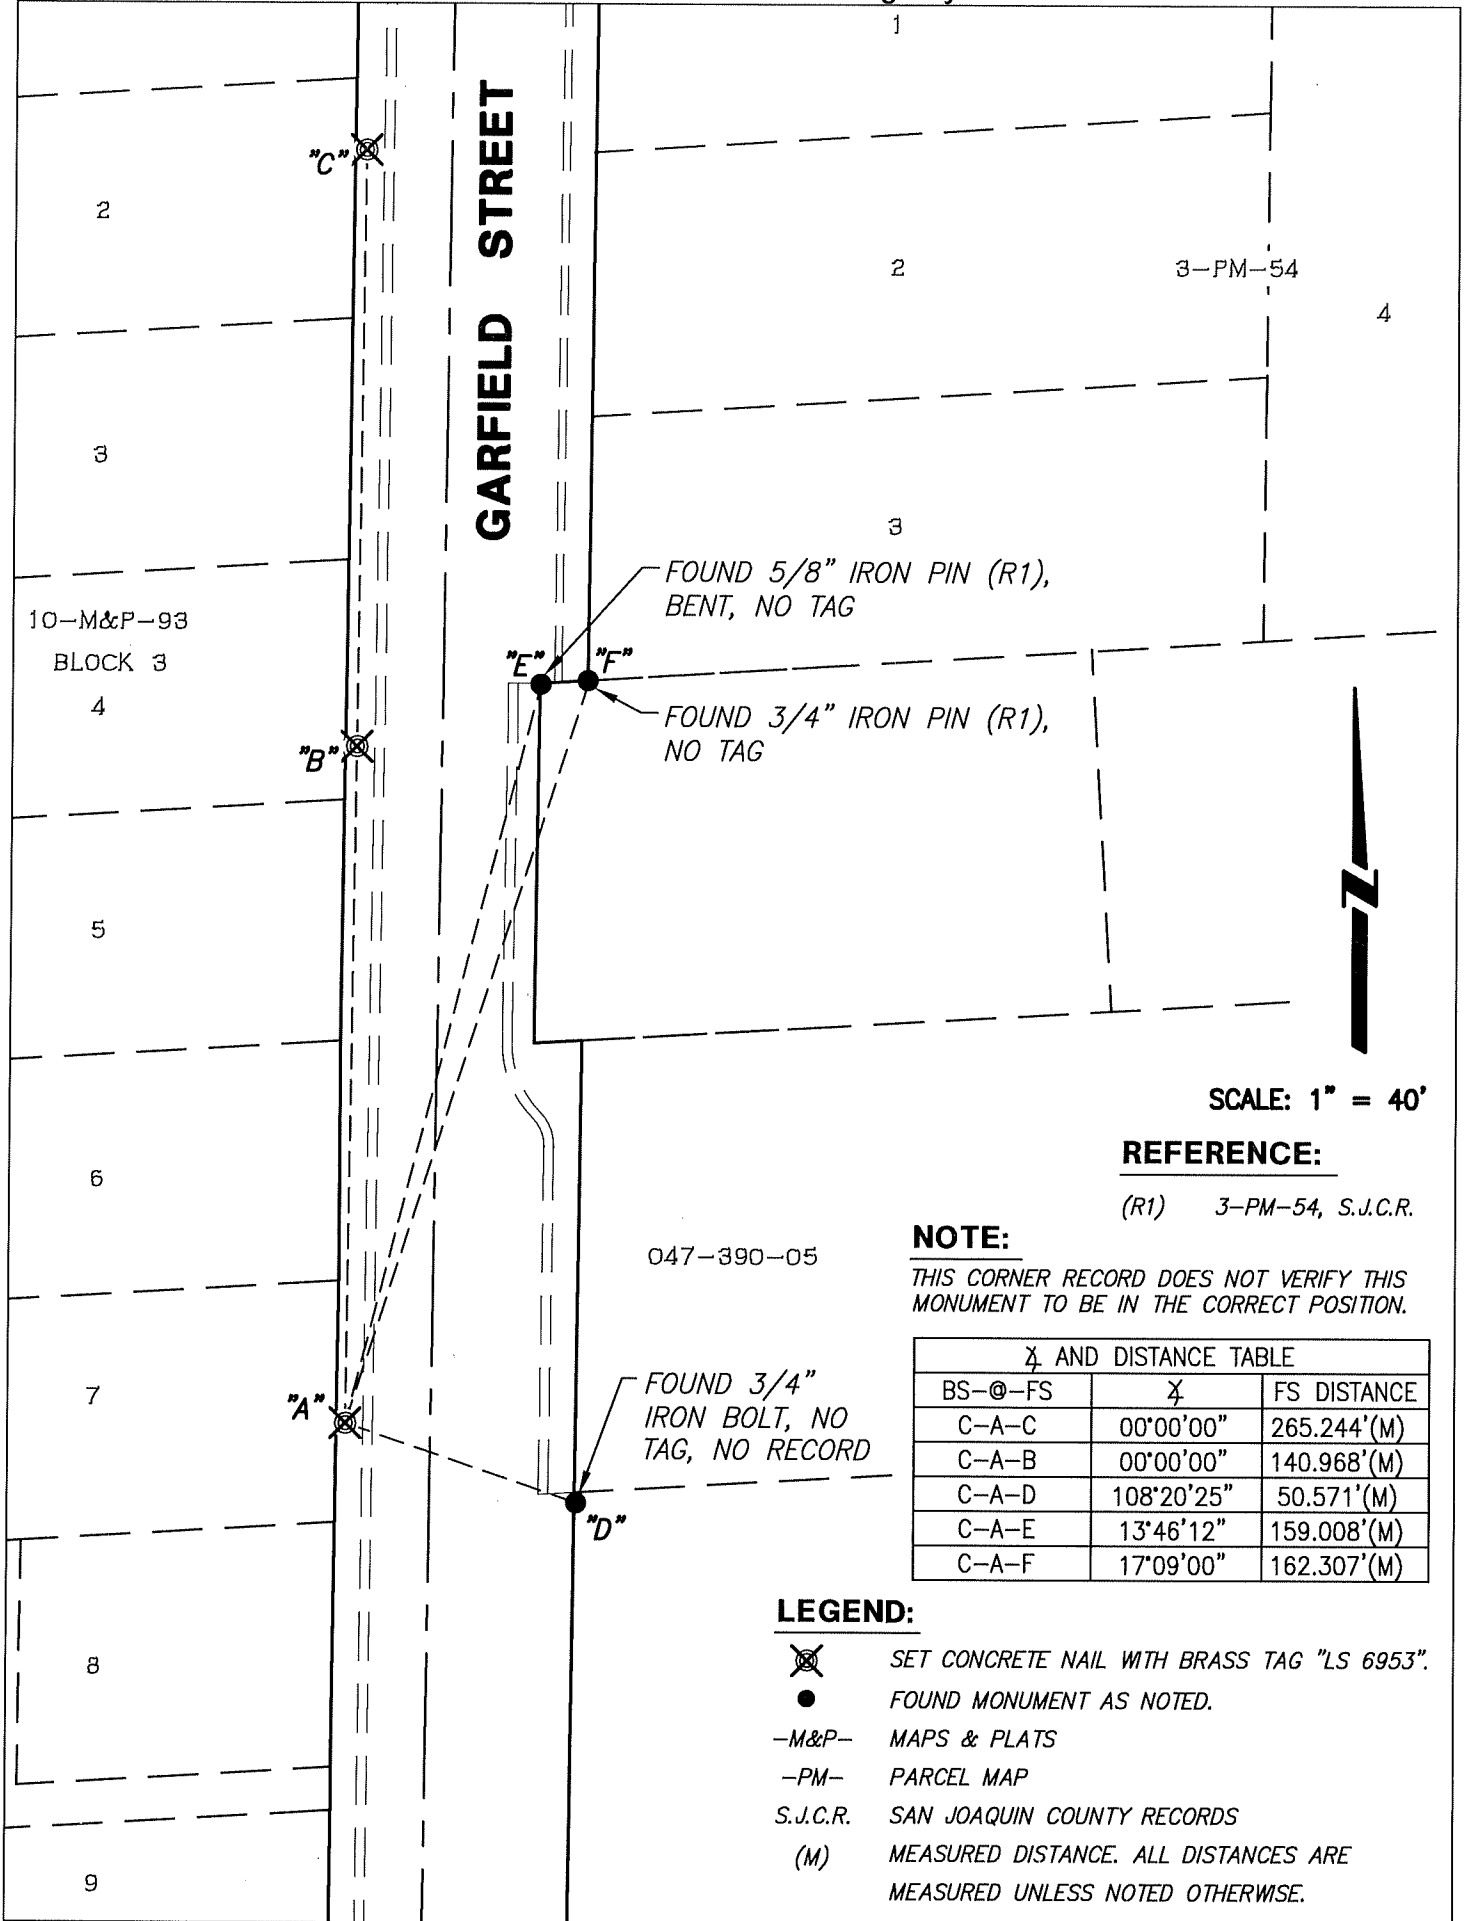 1
"C"
GARFIELD STREET
2
2
3-PM-54
4
3
3
FOUND 5/8" IRON PIN (R1),
BENT, NO TAG
10-M&P-93
BLOCK 3
4
"E"
"F"
FOUND 3/4" IRON PIN (R1),
NO TAG
"B"
5
N
SCALE: 1" = 40'
REFERENCE:
(R1) 3-PM-54, S.J.C.R.
6
047-390-05
NOTE:
THIS CORNER RECORD DOES NOT VERIFY THIS
MONUMENT TO BE IN THE CORRECT POSITION.
7
"A"
FOUND 3/4"
IRON BOLT, NO
TAG, NO RECORD
"D"
∡ AND DISTANCE TABLE
BS-@-FS ∡ FS DISTANCE
C-A-C 00°00'00" 265.244'(M)
C-A-B 00°00'00" 140.968'(M)
C-A-D 108°20'25" 50.571'(M)
C-A-E 13°46'12" 159.008'(M)
C-A-F 17°09'00" 162.307'(M)
8
9
LEGEND:
SET CONCRETE NAIL WITH BRASS TAG "LS 6953".
FOUND MONUMENT AS NOTED.
-M&P- MAPS & PLATS
-PM- PARCEL MAP
S.J.C.R. SAN JOAQUIN COUNTY RECORDS
(M) MEASURED DISTANCE. ALL DISTANCES ARE
MEASURED UNLESS NOTED OTHERWISE.